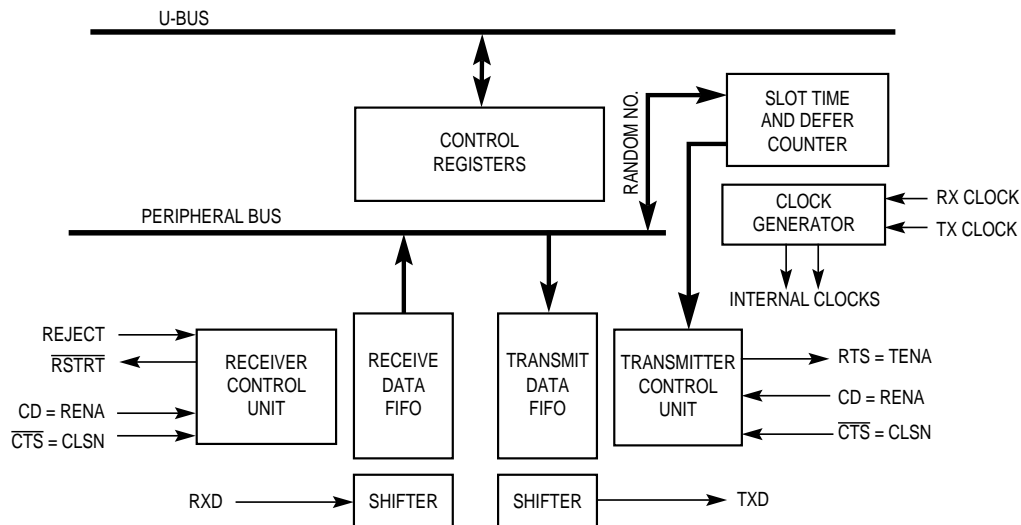 U-BUS
SLOT TIME
AND DEFER
COUNTER
RANDOM NO.
CONTROL
REGISTERS
CLOCK
GENERATOR
RX CLOCK
TX CLOCK
PERIPHERAL BUS
INTERNAL CLOCKS
REJECT
RSTRT
CD = RENA
CTS = CLSN
RECEIVER
CONTROL
UNIT
RECEIVE
DATA
FIFO
TRANSMIT
DATA
FIFO
TRANSMITTER
CONTROL
UNIT
RTS = TENA
CD = RENA
CTS = CLSN
RXD
SHIFTER
SHIFTER
TXD